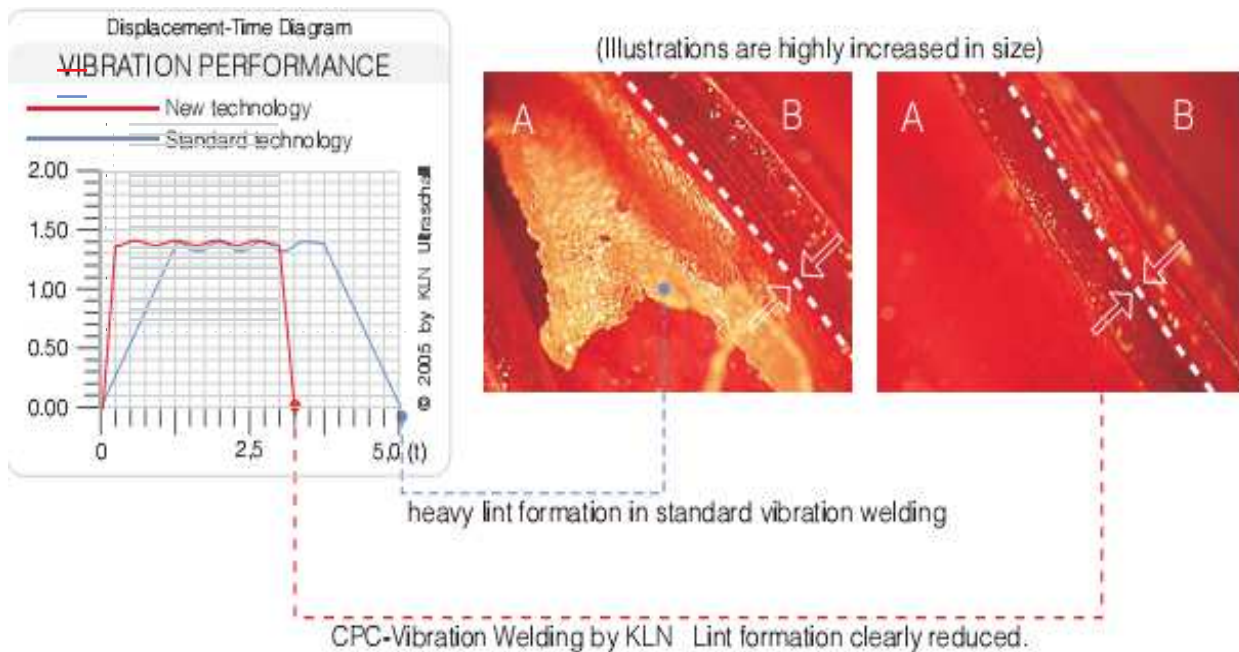 Displacement-Time Diagram
VIBRATION PERFORMANCE
New technology
Standard technology
2.00
1.50
1.00
0.50
0.00
0
2,5
5,0 (t)
© 2005 by KLN Ultraschall
(Illustrations are highly increased in size)
A
B
A
B
heavy lint formation in standard vibration welding
CPC-Vibration Welding by KLN Lint formation clearly reduced.